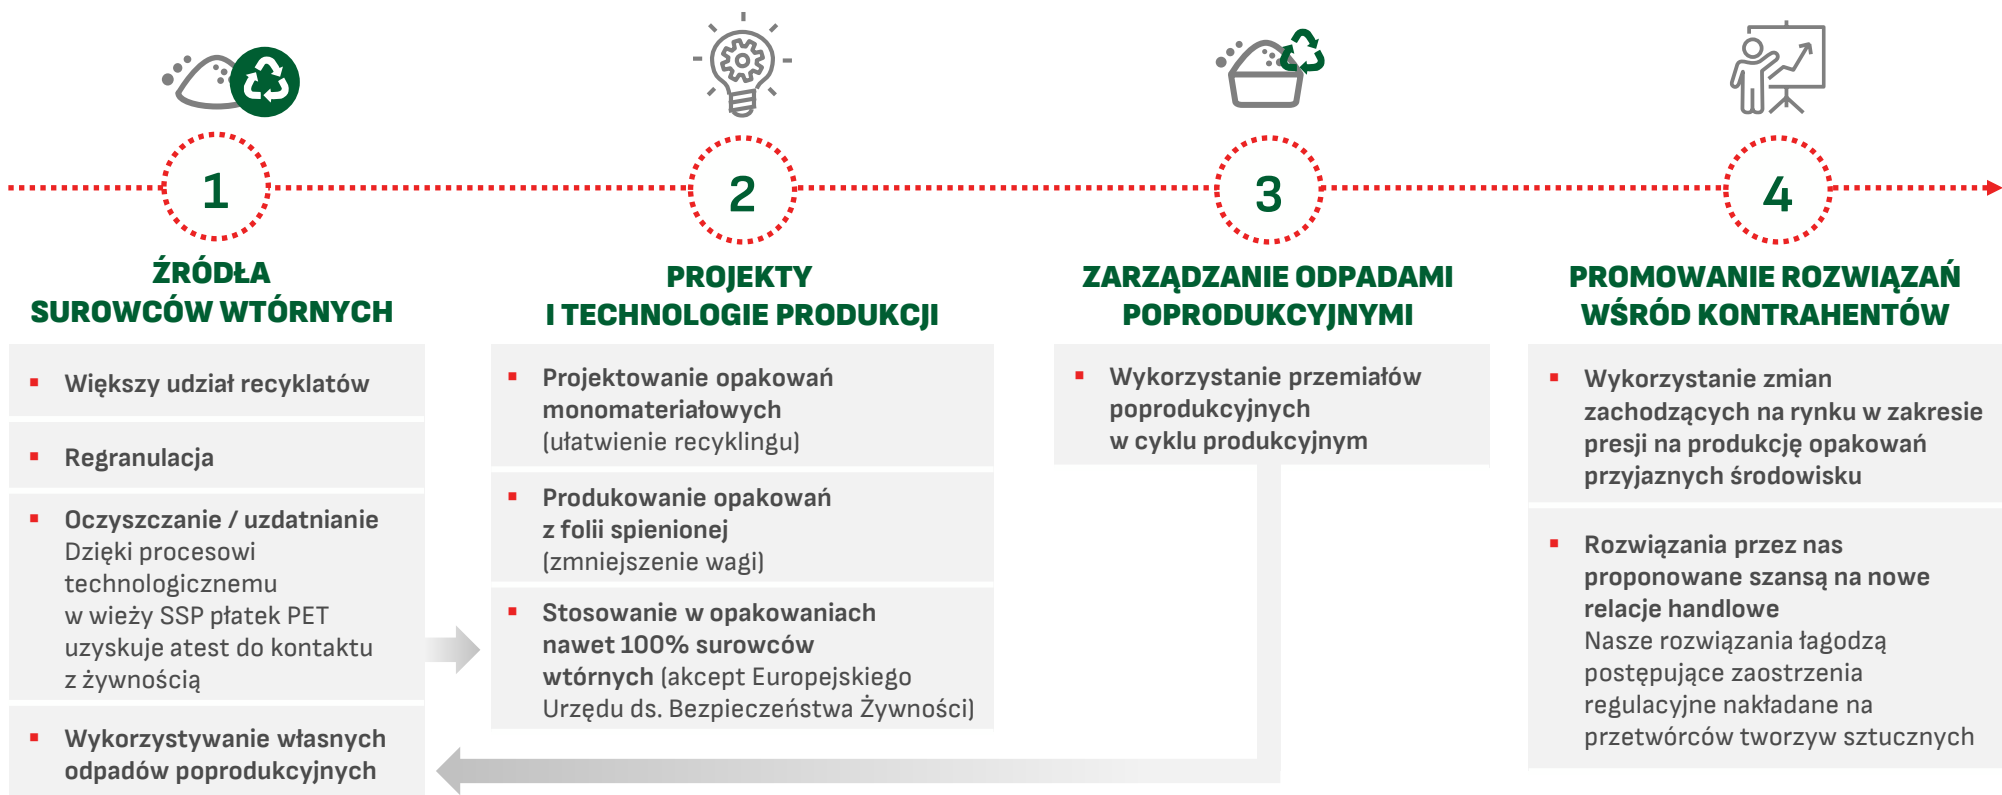 1
ŹRÓDŁA
SUROWCÓW WTÓRNYCH
▪ Większy udział recyklatów
▪ Regranulacja
▪ Oczyszczanie / uzdatnianie
Dzięki procesowi
technologicznemu
w wieży SSP płatek PET
uzyskuje atest do kontaktu
z żywnością
▪ Wykorzystywanie własnych
odpadów poprodukcyjnych
2
PROJEKTY
I TECHNOLOGIE PRODUKCJI
▪ Projektowanie opakowań
monomateriałowych
(ułatwienie recyklingu)
▪ Produkowanie opakowań
z folii spienionej
(zmniejszenie wagi)
▪ Stosowanie w opakowaniach
nawet 100% surowców
wtórnych (akcept Europejskiego
Urzędu ds. Bezpieczeństwa Żywności)
3
ZARZĄDZANIE ODPADAMI
POPRODUKCYJNYMI
▪ Wykorzystanie przemiałów
poprodukcyjnych
w cyklu produkcyjnym
4
PROMOWANIE ROZWIĄZAŃ
WŚRÓD KONTRAHENTÓW
▪ Wykorzystanie zmian
zachodzących na rynku w zakresie
presji na produkcję opakowań
przyjaznych środowisku
▪ Rozwiązania przez nas
proponowane szansą na nowe
relacje handlowe
Nasze rozwiązania łagodzą
postępujące zaostrzenia
regulacyjne nakładane na
przetwórców tworzyw sztucznych